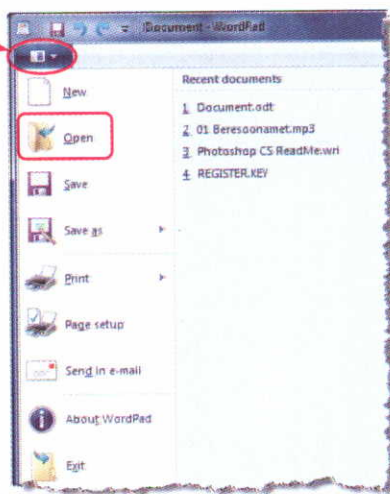 Document - WordPad
New
Open
Save
Save as
Print
Page setup
Send in e-mail
About WordPad
Exit
Recent documents
1 Document.odt
2 01 Beresoonamet.mp3
3 Photoshop CS ReadMe.wri
4 REGISTER.KEY